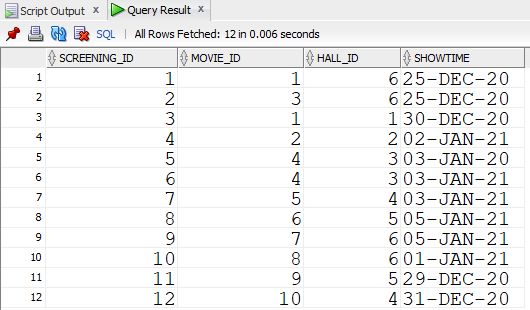 Script Output × Query Result ×
SQL | All Rows Fetched: 12 in 0.006 seconds
SCREENING_ID MOVIE_ID HALL_ID SHOWTIME
1 1 1 6 25-DEC-20
2 2 3 6 25-DEC-20
3 3 1 1 30-DEC-20
4 4 2 2 02-JAN-21
5 5 4 3 03-JAN-20
6 6 4 3 03-JAN-21
7 7 5 4 03-JAN-21
8 8 6 5 05-JAN-21
9 9 7 6 05-JAN-21
10 10 8 6 01-JAN-21
11 11 9 5 29-DEC-20
12 12 10 4 31-DEC-20